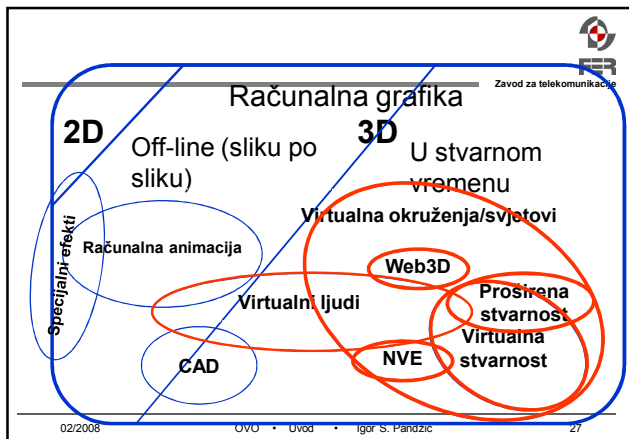 FER
Zavod za telekomunikacije
Računalna grafika
2D
3D
Off-line (sliku po
sliku)
U stvarnom
vremenu
Virtualna okruženja/svjetovi
Specijalni efekti
Računalna animacija
Web3D
Virtualni ljudi
Proširena
stvarnost
Virtualna
stvarnost
CAD
NVE
02/2008
OVO • Uvod • Igor S. Pandzic
27